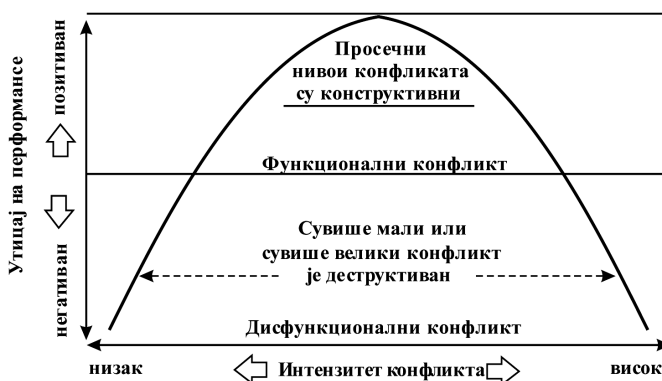 Утицај на перформансе
позитиван
негативан
Просечни
нивои конфликата
су конструктивни
Функционални конфликт
Сувише мали или
сувише велики конфликт
је деструктиван
Дисфункционални конфликт
низак
Интензитет конфликта
висок